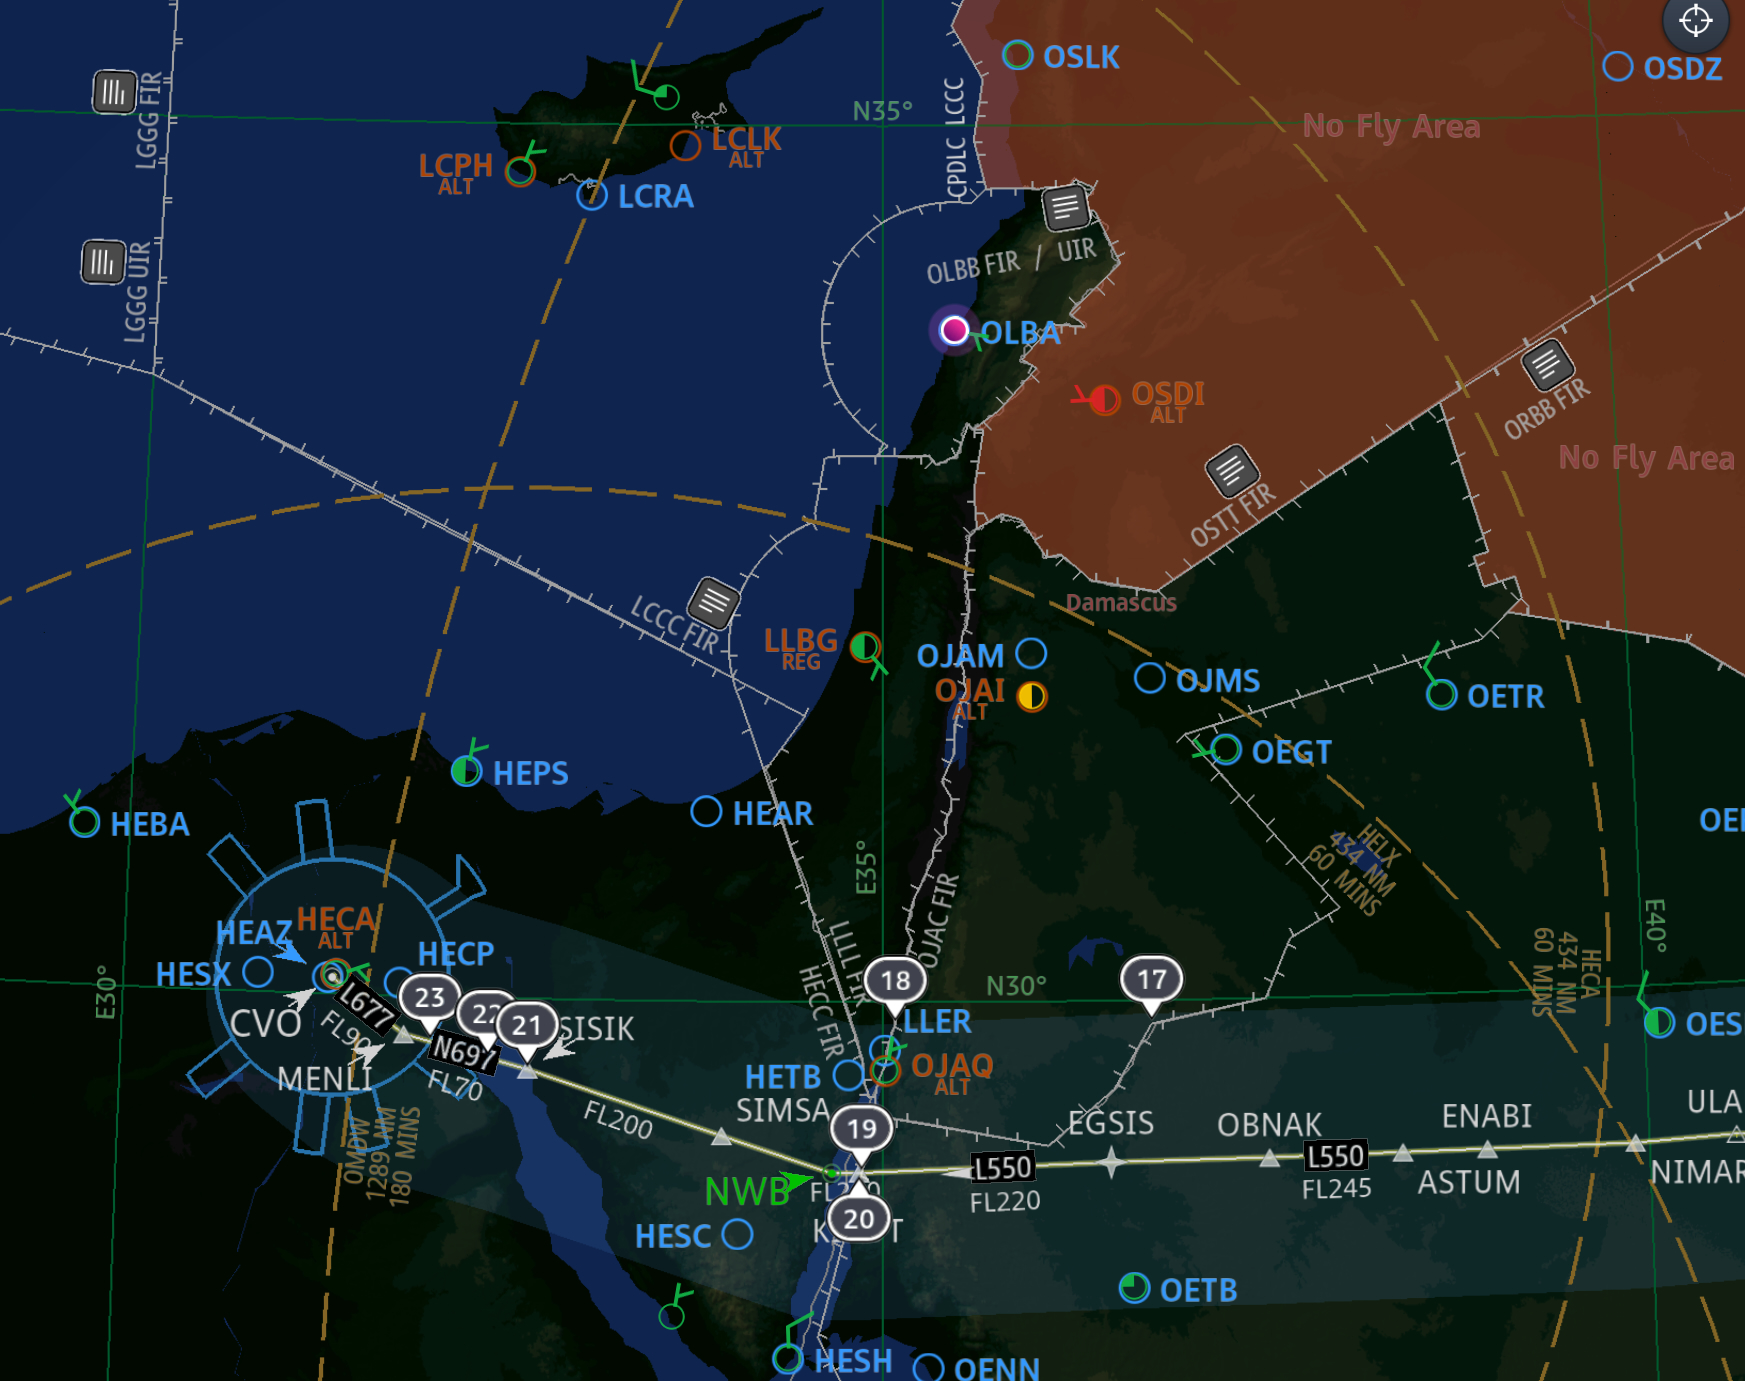 OSLK
OSDZ
LGGG FIR
N35°
CPDLC LCCC
No Fly Area
LCLK
ALT
LCPH
ALT
LCRA
LGGG UIR
OLBB FIR / UIR
OLBA
OSDI
ALT
ORBB FIR
No Fly Area
OSTT FIR
LCCC FIR
Damascus
LLBG
REG
OJAM
OJAI
ALT
OJMS
OETR
OEGT
HEPS
HEAR
HEBA
HELX
434 NM
60 MINS
E35°
OJAC FIR
LLLL FIR
HECC FIR
HECA
ALT
HEAZ
HECP
HESX
E30°
E40°
HECA
434 NM
60 MINS
N30°
17
18
23
22
21
L677
FL90
CVO
SISIK
LLER
OES
N697
FL70
MENLI
HETB
OJAQ
ALT
SIMSA
FL200
19
EGSIS
OBNAK
ENABI
ULA
L550
FL220
L550
FL245
ASTUM
NIMAR
OMDW
1289 NM
180 MINS
NWB
20
HESC
OETB
HESH
OENN